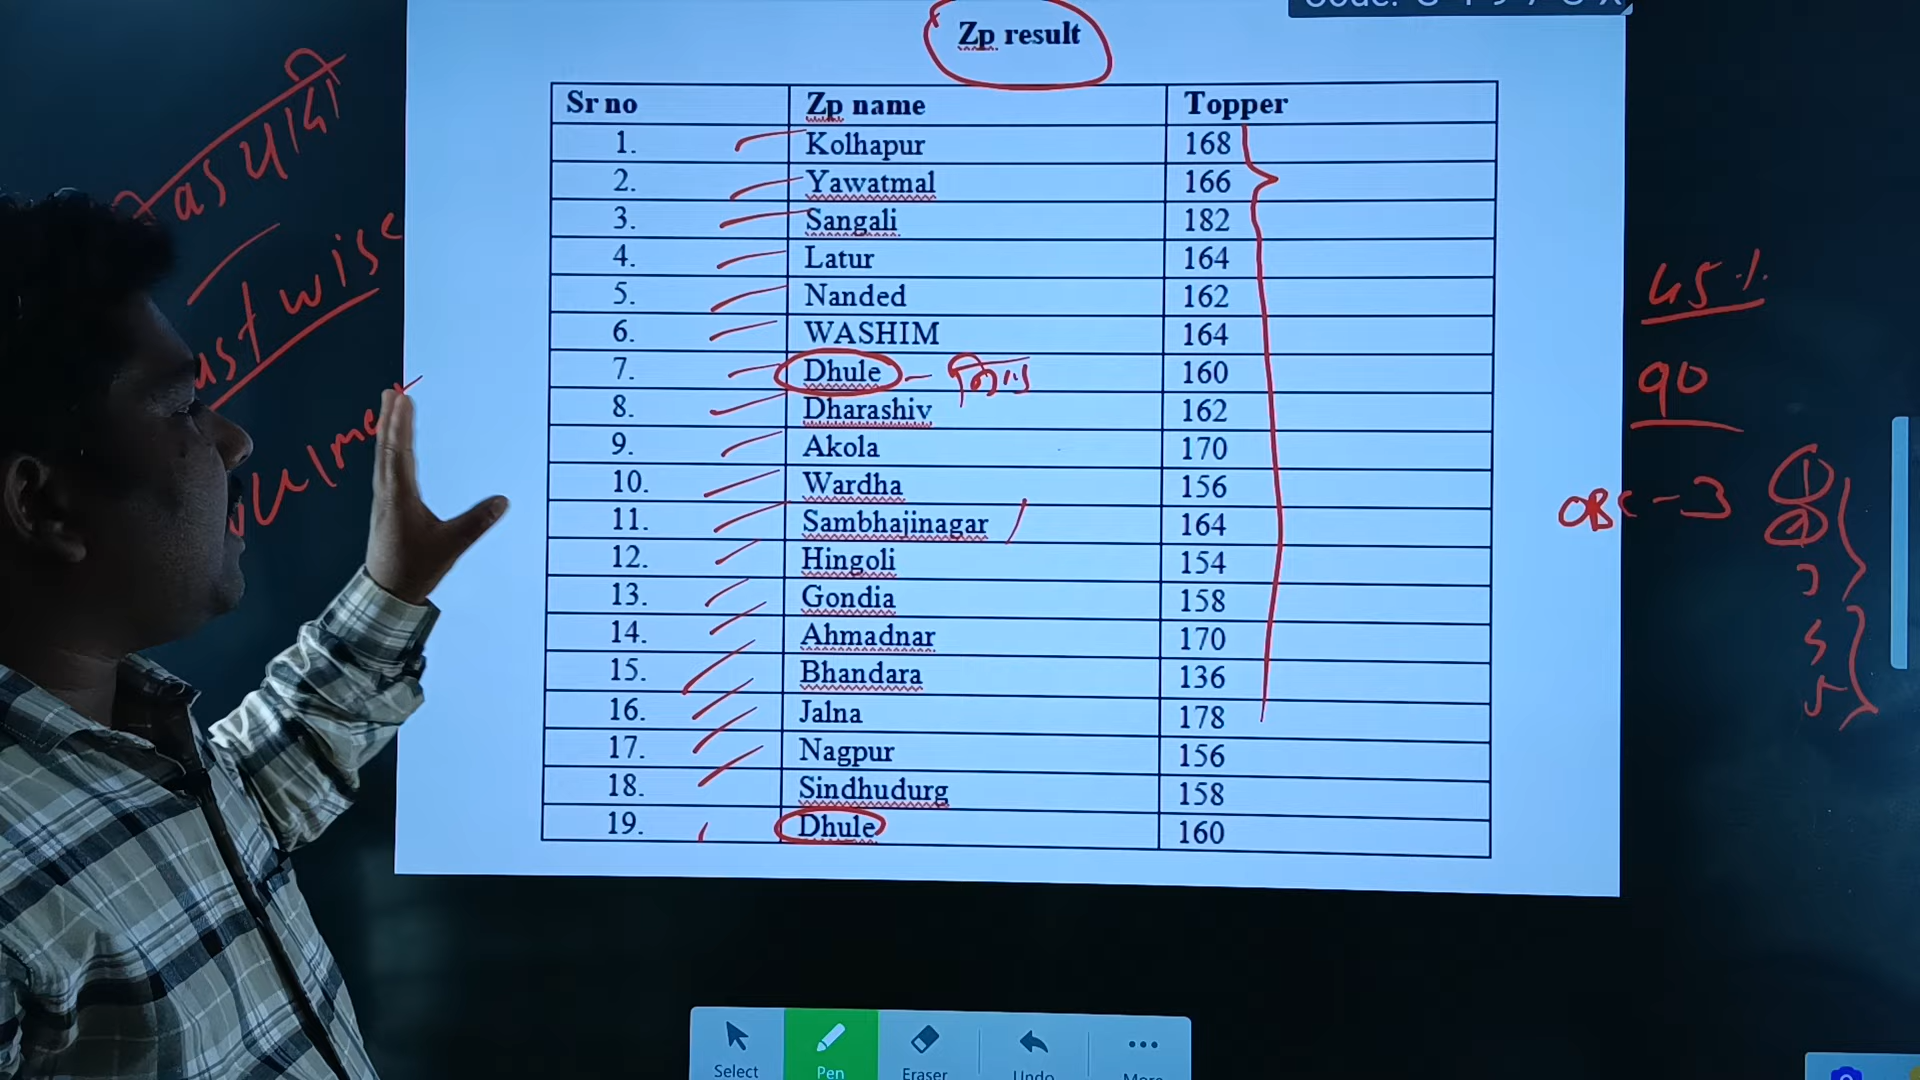 Zp result
Sr no Zp name Topper
1. Kolhapur 168
2. Yawatmal 166
3. Sangali 182
4. Latur 164
5. Nanded 162
6. WASHIM 164
7. Dhule 160
8. Dharashiv 162
9. Akola 170
10. Wardha 156
11. Sambhajinagar 164
12. Hingoli 154
13. Gondia 158
14. Ahmadnar 170
15. Bhandara 136
16. Jalna 178
17. Nagpur 156
18. Sindhudurg 158
19. Dhule 160
wise
45%
90
OBC-3
Select Pen Eraser Undo